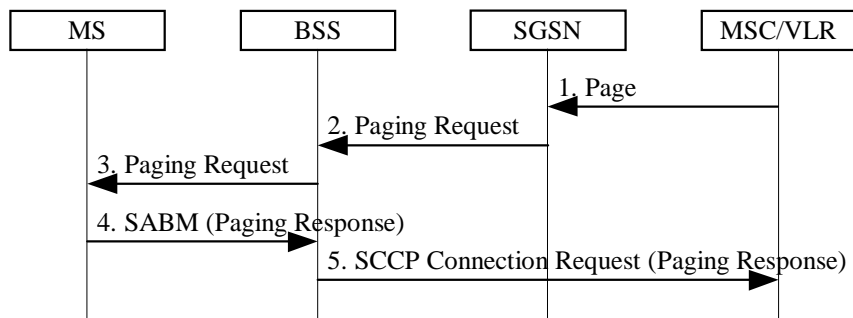 MS BSS SGSN MSC/VLR
1. Page
2. Paging Request
3. Paging Request
4. SABM (Paging Response)
5. SCCP Connection Request (Paging Response)